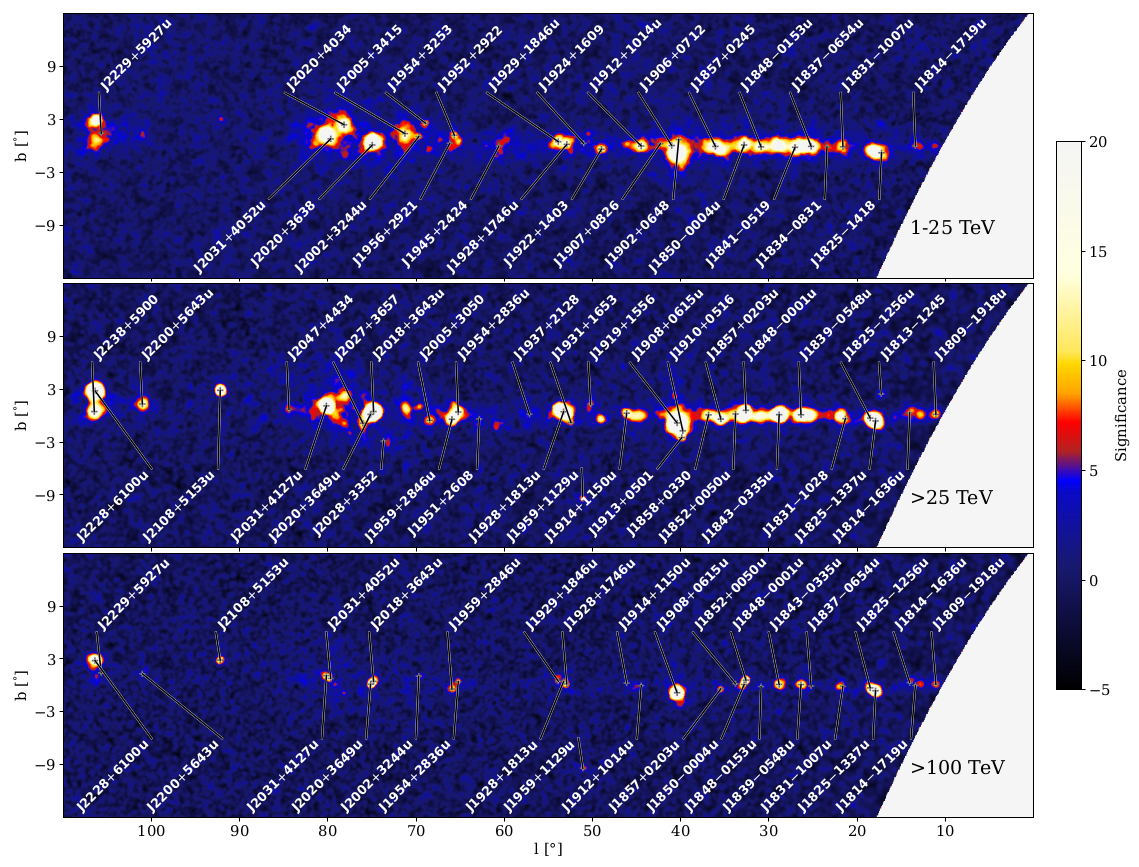 J2229+5927u
J2020+4034
J2005+3415
J1954+3253
J1952+2922
J1929+1846u
J1924+1609
J1912+1014u
J1906+0712
J1857+0245
J1848−0153u
J1837−0654u
J1831−1007u
J1814−1719u
9
3
−3
−9
b [°]
J2031+4052u
J2020+3638
J2002+3244u
J1956+2921
J1945+2424
J1928+1746u
J1922+1403
J1907+0826
J1902+0648
J1850−0004u
J1841−0519
J1834−0831
J1825−1418
1-25 TeV
J2238+5900
J2200+5643u
J2047+4434
J2027+3657
J2018+3643u
J2005+3050
J1954+2836u
J1937+2128
J1931+1653
J1919+1556
J1908+0615u
J1910+0516
J1857+0203u
J1848−0001u
J1839−0548u
J1825−1256u
J1813−1245
J1809−1918u
9
3
−3
−9
b [°]
J2228+6100u
J2108+5153u
J2031+4127u
J2020+3649u
J2028+3352
J1959+2846u
J1951+2608
J1928+1813u
J1959+1129u
J1914+1150u
J1913+0501
J1858+0330
J1852+0050u
J1843−0335u
J1831−1028
J1825−1337u
J1814−1636u
>25 TeV
J2229+5927u
J2108+5153u
J2031+4052u
J2018+3643u
J1959+2846u
J1929+1846u
J1928+1746u
J1914+1150u
J1908+0615u
J1852+0050u
J1848−0001u
J1843−0335u
J1837−0654u
J1825−1256u
J1814−1636u
J1809−1918u
9
3
−3
−9
b [°]
J2228+6100u
J2200+5643u
J2031+4127u
J2020+3649u
J2002+3244u
J1954+2836u
J1928+1813u
J1959+1129u
J1912+1014u
J1857+0203u
J1850−0004u
J1848−0153u
J1839−0548u
J1831−1007u
J1825−1337u
J1814−1719u
>100 TeV
100 90 80 70 60 50 40 30 20 10
l [°]
20
15
10
5
0
−5
Significance